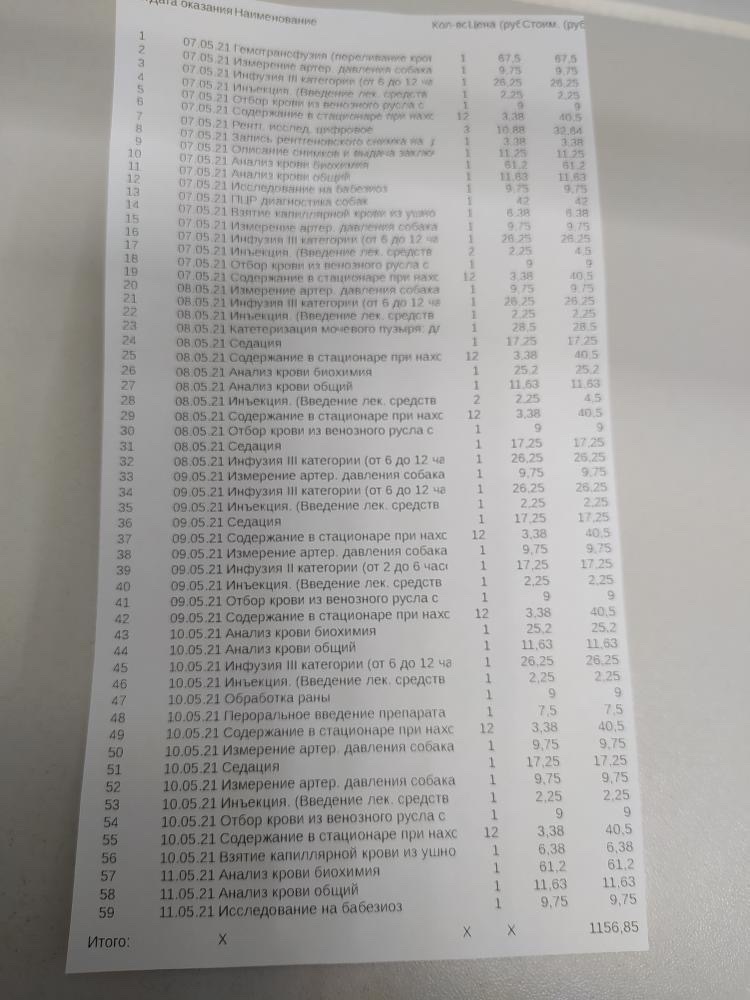 Дата оказания Наименование Кол-во Цена (руб Стоим. (руб
1 07.05.21 Гемотрансфузия (переливание кров 1 67,5 67,5
2 07.05.21 Измерение артер. давления собака 1 9,75 9,75
3 07.05.21 Инфузия III категории (от 6 до 12 ча 1 26,25 26,25
4 07.05.21 Инъекция. (Введение лек. средств 1 2,25 2,25
5 07.05.21 Отбор крови из венозного русла с 1 9 9
6 07.05.21 Содержание в стационаре при нахс 12 3,38 40,5
7 07.05.21 Рент. исслед. цифровое 3 10,88 32,64
8 07.05.21 Запись рентгеновского снимка на 1 3,38 3,38
9 07.05.21 Описание снимков и выдача заклю 1 11,25 11,25
10 07.05.21 Анализ крови биохимия 1 61,2 61,2
11 07.05.21 Анализ крови общий 1 11,63 11,63
12 07.05.21 Исследование на бабезиоз 1 9,75 9,75
13 07.05.21 ПЦР диагностика собак 1 42 42
14 07.05.21 Взятие капиллярной крови из ушно 1 6,38 6,38
15 07.05.21 Измерение артер. давления собака 1 9,75 9,75
16 07.05.21 Инфузия III категории (от 6 до 12 ча 1 26,25 26,25
17 07.05.21 Инъекция. (Введение лек. средств 2 2,25 4,5
18 07.05.21 Отбор крови из венозного русла с 1 9 9
19 07.05.21 Содержание в стационаре при нахс 12 3,38 40,5
20 08.05.21 Измерение артер. давления собака 1 9,75 9,75
21 08.05.21 Инфузия III категории (от 6 до 12 ча 1 26,25 26,25
22 08.05.21 Инъекция. (Введение лек. средств 1 2,25 2,25
23 08.05.21 Катетеризация мочевого пузыря: дл 1 28,5 28,5
24 08.05.21 Седация 1 17,25 17,25
25 08.05.21 Содержание в стационаре при нахс 12 3,38 40,5
26 08.05.21 Анализ крови биохимия 1 25,2 25,2
27 08.05.21 Анализ крови общий 1 11,63 11,63
28 08.05.21 Инъекция. (Введение лек. средств 2 2,25 4,5
29 08.05.21 Содержание в стационаре при нахс 12 3,38 40,5
30 08.05.21 Отбор крови из венозного русла с 1 9 9
31 08.05.21 Седация 1 17,25 17,25
32 08.05.21 Инфузия III категории (от 6 до 12 ча 1 26,25 26,25
33 09.05.21 Измерение артер. давления собака 1 9,75 9,75
34 09.05.21 Инфузия III категории (от 6 до 12 ча 1 26,25 26,25
35 09.05.21 Инъекция. (Введение лек. средств 1 2,25 2,25
36 09.05.21 Седация 1 17,25 17,25
37 09.05.21 Содержание в стационаре при нахс 12 3,38 40,5
38 09.05.21 Измерение артер. давления собака 1 9,75 9,75
39 09.05.21 Инфузия II категории (от 2 до 6 часс 1 17,25 17,25
40 09.05.21 Инъекция. (Введение лек. средств 1 2,25 2,25
41 09.05.21 Отбор крови из венозного русла с 1 9 9
42 09.05.21 Содержание в стационаре при нахс 12 3,38 40,5
43 10.05.21 Анализ крови биохимия 1 25,2 25,2
44 10.05.21 Анализ крови общий 1 11,63 11,63
45 10.05.21 Инфузия III категории (от 6 до 12 ча 1 26,25 26,25
46 10.05.21 Инъекция. (Введение лек. средств 1 2,25 2,25
47 10.05.21 Обработка раны 1 9 9
48 10.05.21 Пероральное введение препарата 1 7,5 7,5
49 10.05.21 Содержание в стационаре при нахс 12 3,38 40,5
50 10.05.21 Измерение артер. давления собака 1 9,75 9,75
51 10.05.21 Седация 1 17,25 17,25
52 10.05.21 Измерение артер. давления собака 1 9,75 9,75
53 10.05.21 Инъекция. (Введение лек. средств 1 2,25 2,25
54 10.05.21 Отбор крови из венозного русла с 1 9 9
55 10.05.21 Содержание в стационаре при нахс 12 3,38 40,5
56 10.05.21 Взятие капиллярной крови из ушно 1 6,38 6,38
57 11.05.21 Анализ крови биохимия 1 61,2 61,2
58 11.05.21 Анализ крови общий 1 11,63 11,63
59 11.05.21 Исследование на бабезиоз 1 9,75 9,75
Итого: X X X 1156,85